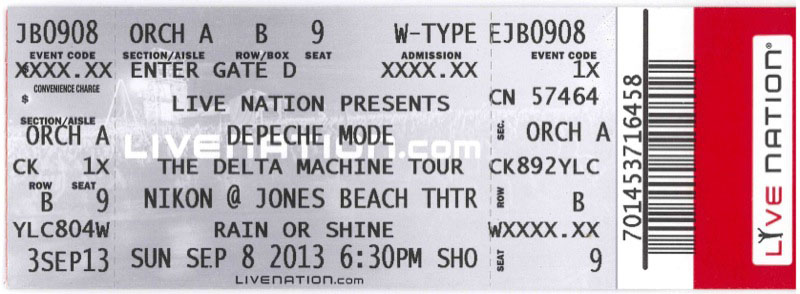 JB0908 ORCH A B 9 W-TYPE EJB0908
EVENT CODE SECTION/AISLE ROW/BOX SEAT ADMISSION EVENT CODE
$XXX.XX ENTER GATE D XXXX.XX 1X
$ CONVENIENCE CHARGE LIVE NATION PRESENTS CN 57464
SECTION/AISLE
ORCH A DEPECHE MODE SEC. ORCH A
LIVENATION.com
CK 1X THE DELTA MACHINE TOUR CK892YLC
ROW SEAT
B 9 NIKON @ JONES BEACH THTR ROW B
YLC804W RAIN OR SHINE WXXXX.XX
3SEP13 SUN SEP 8 2013 6:30PM SHO SEAT 9
LIVENATION.com
701453716458
LIVE NATION®